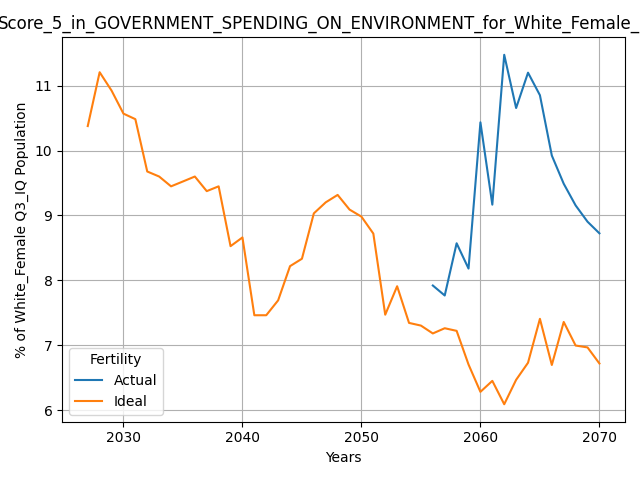 Score_5_in_GOVERNMENT_SPENDING_ON_ENVIRONMENT_for_White_Female_
11
10
9
8
7
6
% of White_Female Q3_IQ Population
Fertility
Actual
Ideal
2030
2040
2050
2060
2070
Years